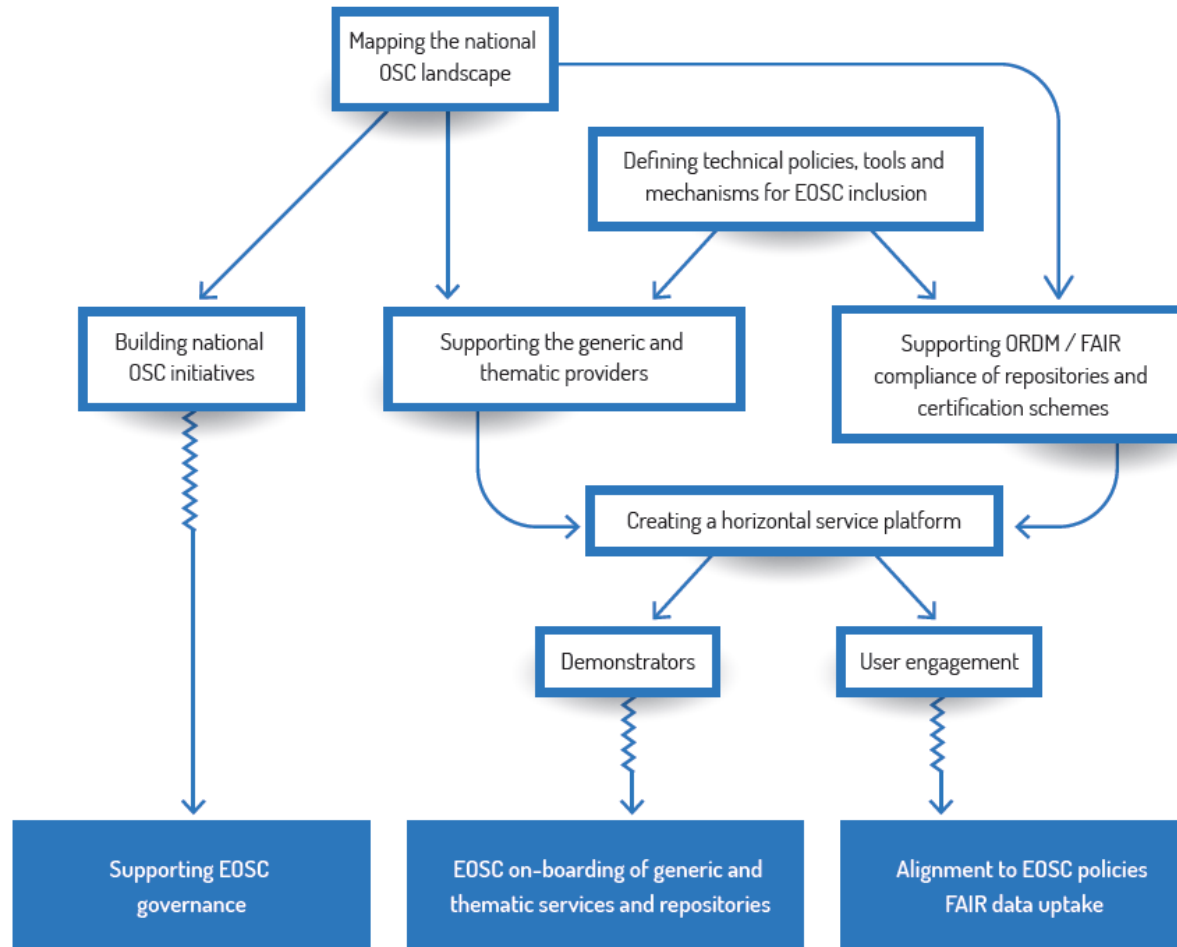 Mapping the national
OSC landscape
Defining technical policies, tools and
mechanisms for EOSC inclusion
Building national
OSC initiatives
Supporting the generic and
thematic providers
Supporting ORDM / FAIR
compliance of repositories and
certification schemes
Creating a horizontal service platform
Demonstrators
User engagement
Supporting EOSC
governance
EOSC on-boarding of generic and
thematic services and repositories
Alignment to EOSC policies
FAIR data uptake